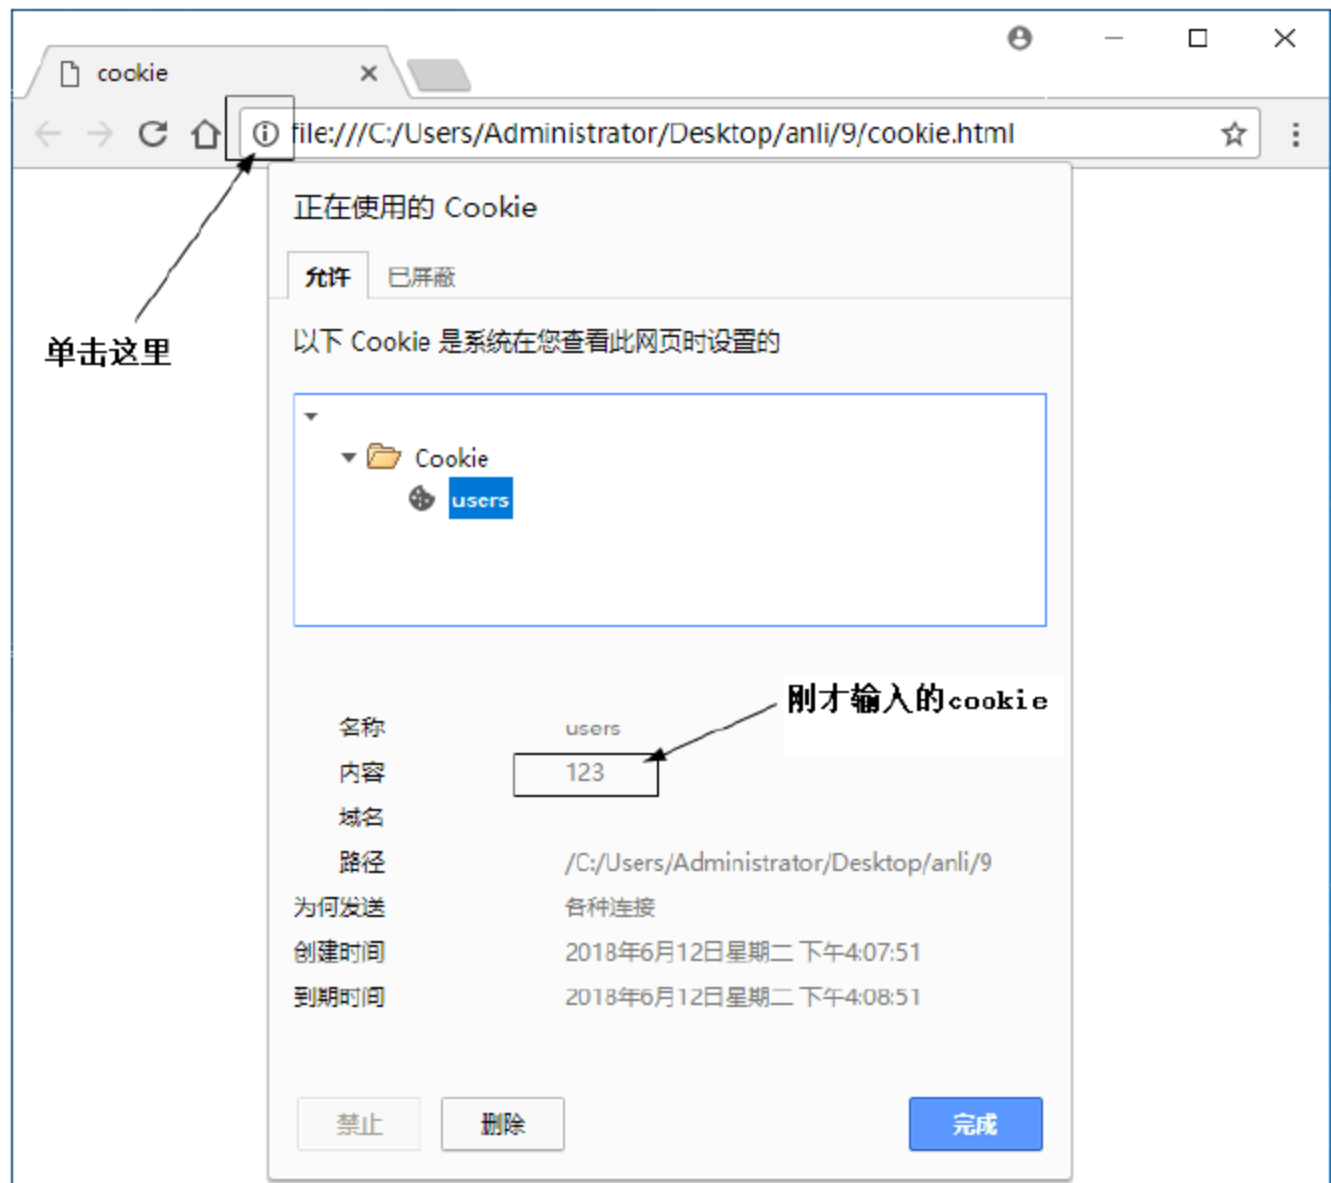 cookie
file:///C:/Users/Administrator/Desktop/anli/9/cookie.html
正在使用的 Cookie
允许 已屏蔽
单击这里
以下 Cookie 是系统在您查看此网页时设置的
Cookie
users
刚才输入的cookie
名称 users
内容 123
域名
路径 /C:/Users/Administrator/Desktop/anli/9
为何发送 各种连接
创建时间 2018年6月12日星期二 下午4:07:51
到期时间 2018年6月12日星期二 下午4:08:51
禁止 删除 完成